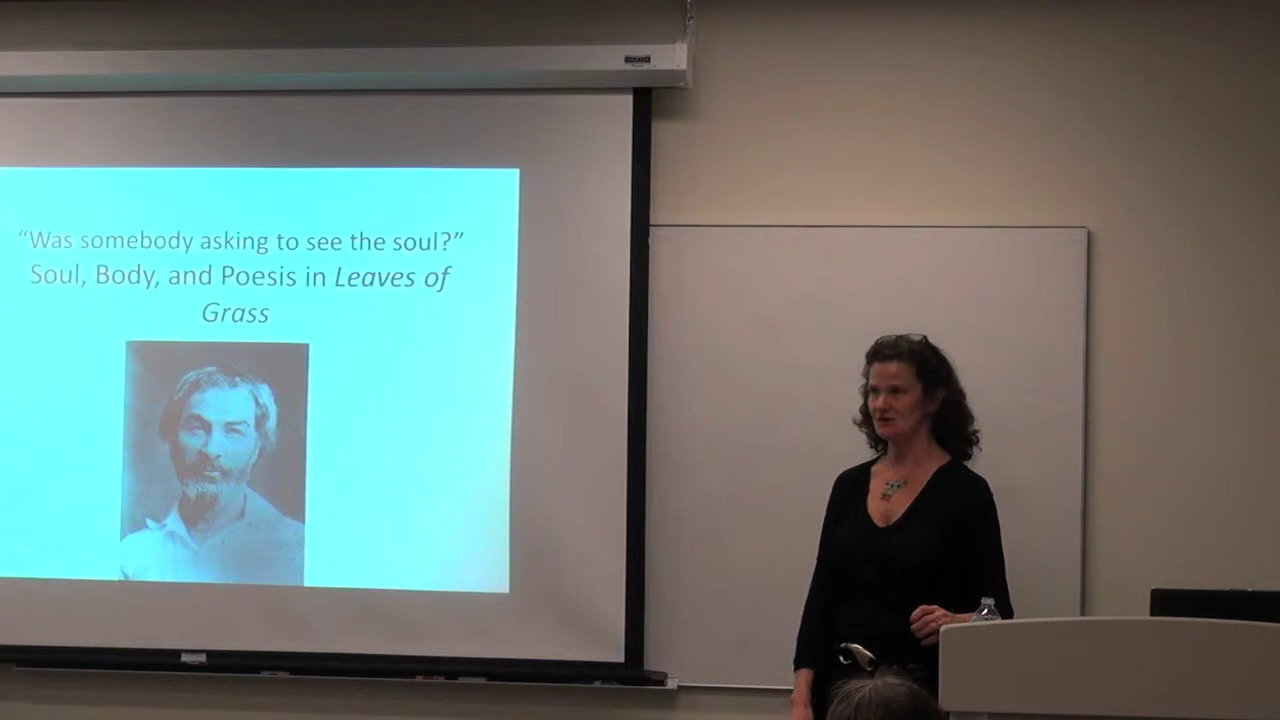 “Was somebody asking to see the soul?”
Soul, Body, and Poesis in Leaves of
Grass